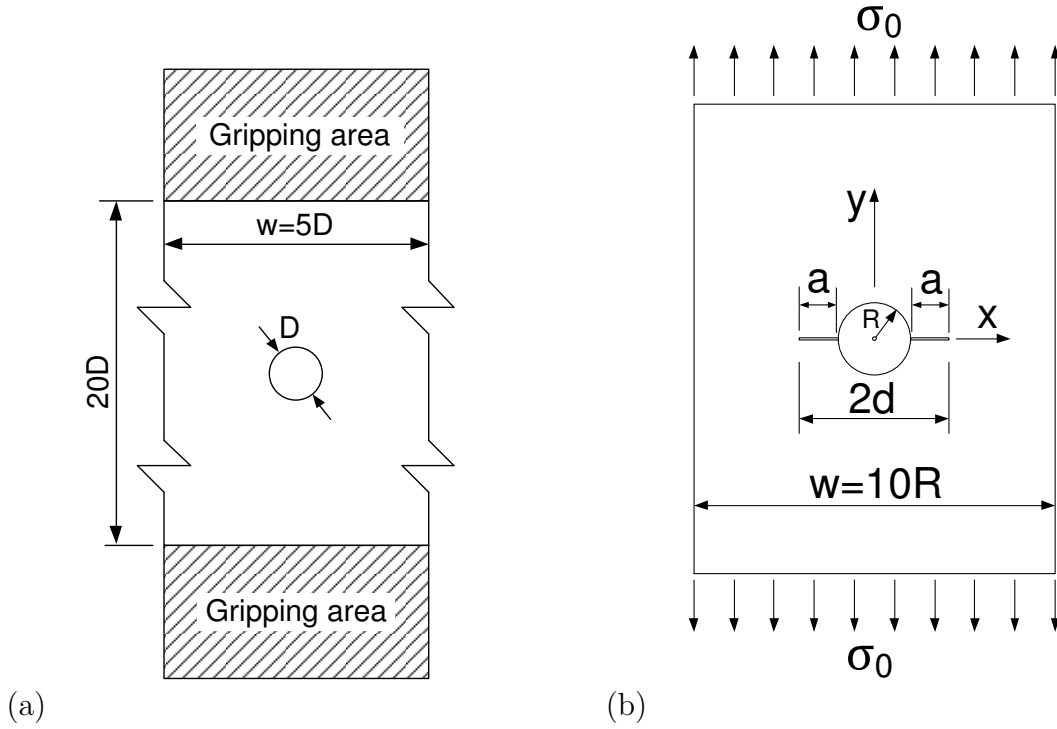 Gripping area
w=5D
D
20D
Gripping area
(a)
σ0
y
a
a
R
x
2d
w=10R
σ0
(b)